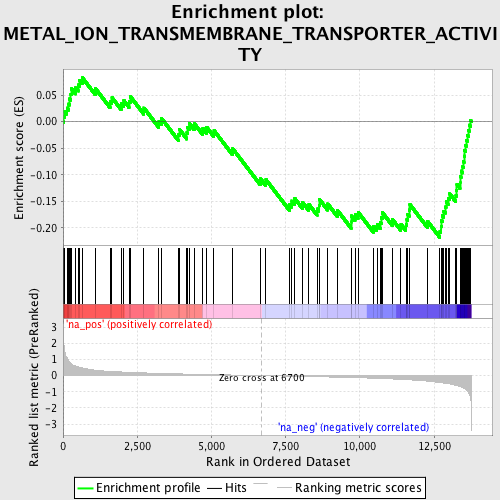 Enrichment plot:
METAL_ION_TRANSMEMBRANE_TRANSPORTER_ACTIVI
TY
Enrichment score (ES)
0.05
0.00
-0.05
-0.10
-0.15
-0.20
'na_pos' (positively correlated)
Ranked list metric (PreRanked)
3
2
1
0
-1
-2
-3
Zero cross at 6700
'na_neg' (negatively correlated)
0
2,500
5,000
7,500
10,000
12,500
Rank in Ordered Dataset
Enrichment profile
Hits
Ranking metric scores